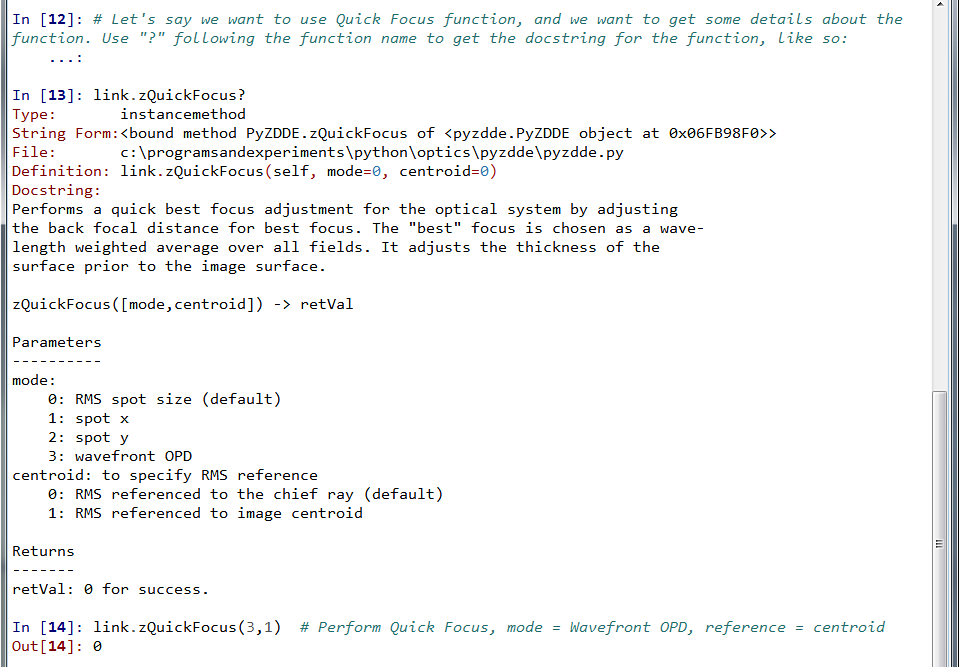 In [12]: # Let's say we want to use Quick Focus function, and we want to get some details about the
function. Use "?" following the function name to get the docstring for the function, like so:
    ...:
In [13]: link.zQuickFocus?
Type:       instancemethod
String Form:<bound method PyZDDE.zQuickFocus of <pyzdde.PyZDDE object at 0x06FB98F0>>
File:       c:\programsandexperiments\python\optics\pyzdde\pyzdde.py
Definition: link.zQuickFocus(self, mode=0, centroid=0)
Docstring:
Performs a quick best focus adjustment for the optical system by adjusting
the back focal distance for best focus. The "best" focus is chosen as a wave-
length weighted average over all fields. It adjusts the thickness of the
surface prior to the image surface.
zQuickFocus([mode,centroid]) -> retVal
Parameters
----------
mode:
    0: RMS spot size (default)
    1: spot x
    2: spot y
    3: wavefront OPD
centroid: to specify RMS reference
    0: RMS referenced to the chief ray (default)
    1: RMS referenced to image centroid
Returns
-------
retVal: 0 for success.
In [14]: link.zQuickFocus(3,1)  # Perform Quick Focus, mode = Wavefront OPD, reference = centroid
Out[14]: 0